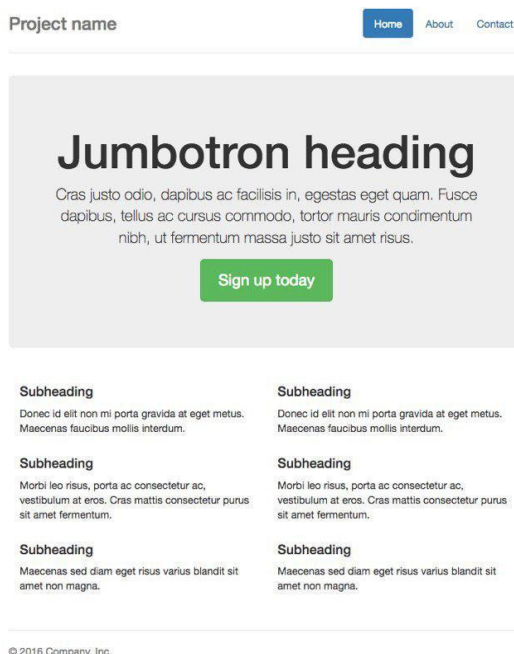 Project name
Home About Contact
Jumbotron heading
Cras justo odio, dapibus ac facilisis in, egestas eget quam. Fusce
dapibus, tellus ac cursus commodo, tortor mauris condimentum
nibh, ut fermentum massa justo sit amet risus.
Sign up today
Subheading
Donec id elit non mi porta gravida at eget metus.
Maecenas faucibus mollis interdum.
Subheading
Morbi leo risus, porta ac consectetur ac,
vestibulum at eros. Cras mattis consectetur purus
sit amet fermentum.
Subheading
Maecenas sed diam eget risus varius blandit sit
amet non magna.
Subheading
Donec id elit non mi porta gravida at eget metus.
Maecenas faucibus mollis interdum.
Subheading
Morbi leo risus, porta ac consectetur ac,
vestibulum at eros. Cras mattis consectetur purus
sit amet fermentum.
Subheading
Maecenas sed diam eget risus varius blandit sit
amet non magna.
© 2016 Company, Inc.